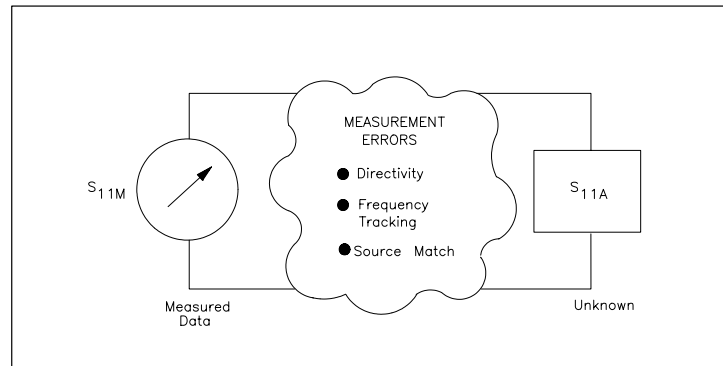 MEASUREMENT
ERRORS
S11M
Directivity
S11A
Frequency
Tracking
Source Match
Measured
Data
Unknown